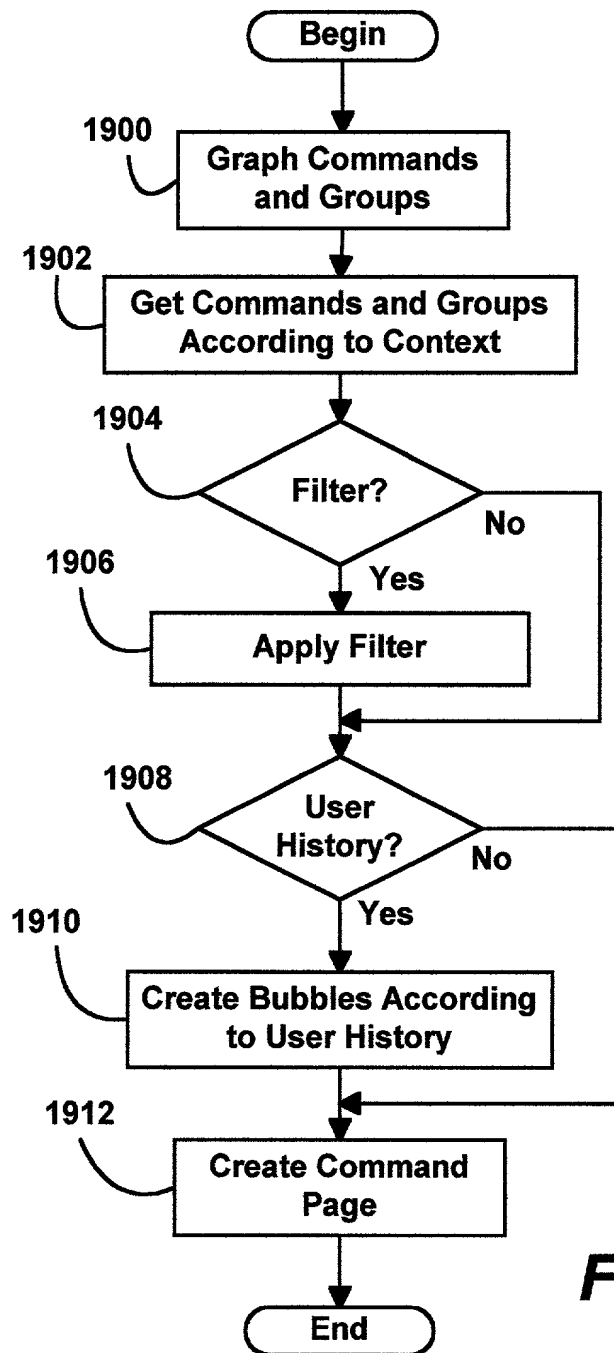 Begin
1900
Graph Commands
and Groups
1902
Get Commands and Groups
According to Context
1904
Filter?
No
Yes
1906
Apply Filter
1908
User
History?
No
Yes
1910
Create Bubbles According
to User History
1912
Create Command
Page
F
End